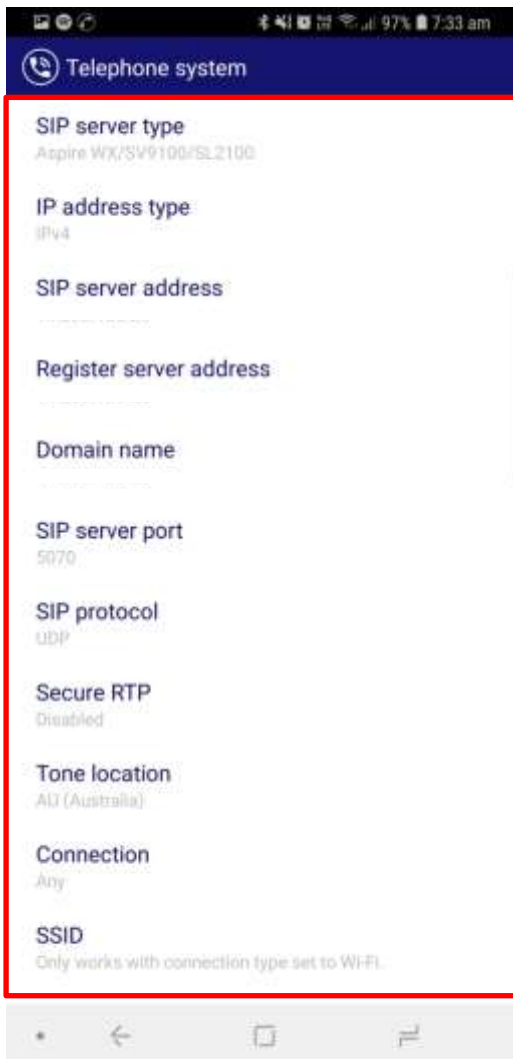 97% 7:33 am
Telephone system
SIP server type
Aspire WX/SV9100/SL2100
IP address type
IPv4
SIP server address
Register server address
Domain name
SIP server port
5070
SIP protocol
UDP
Secure RTP
Disabled
Tone location
AU (Australia)
Connection
Any
SSID
Only works with connection type set to Wi-Fi.